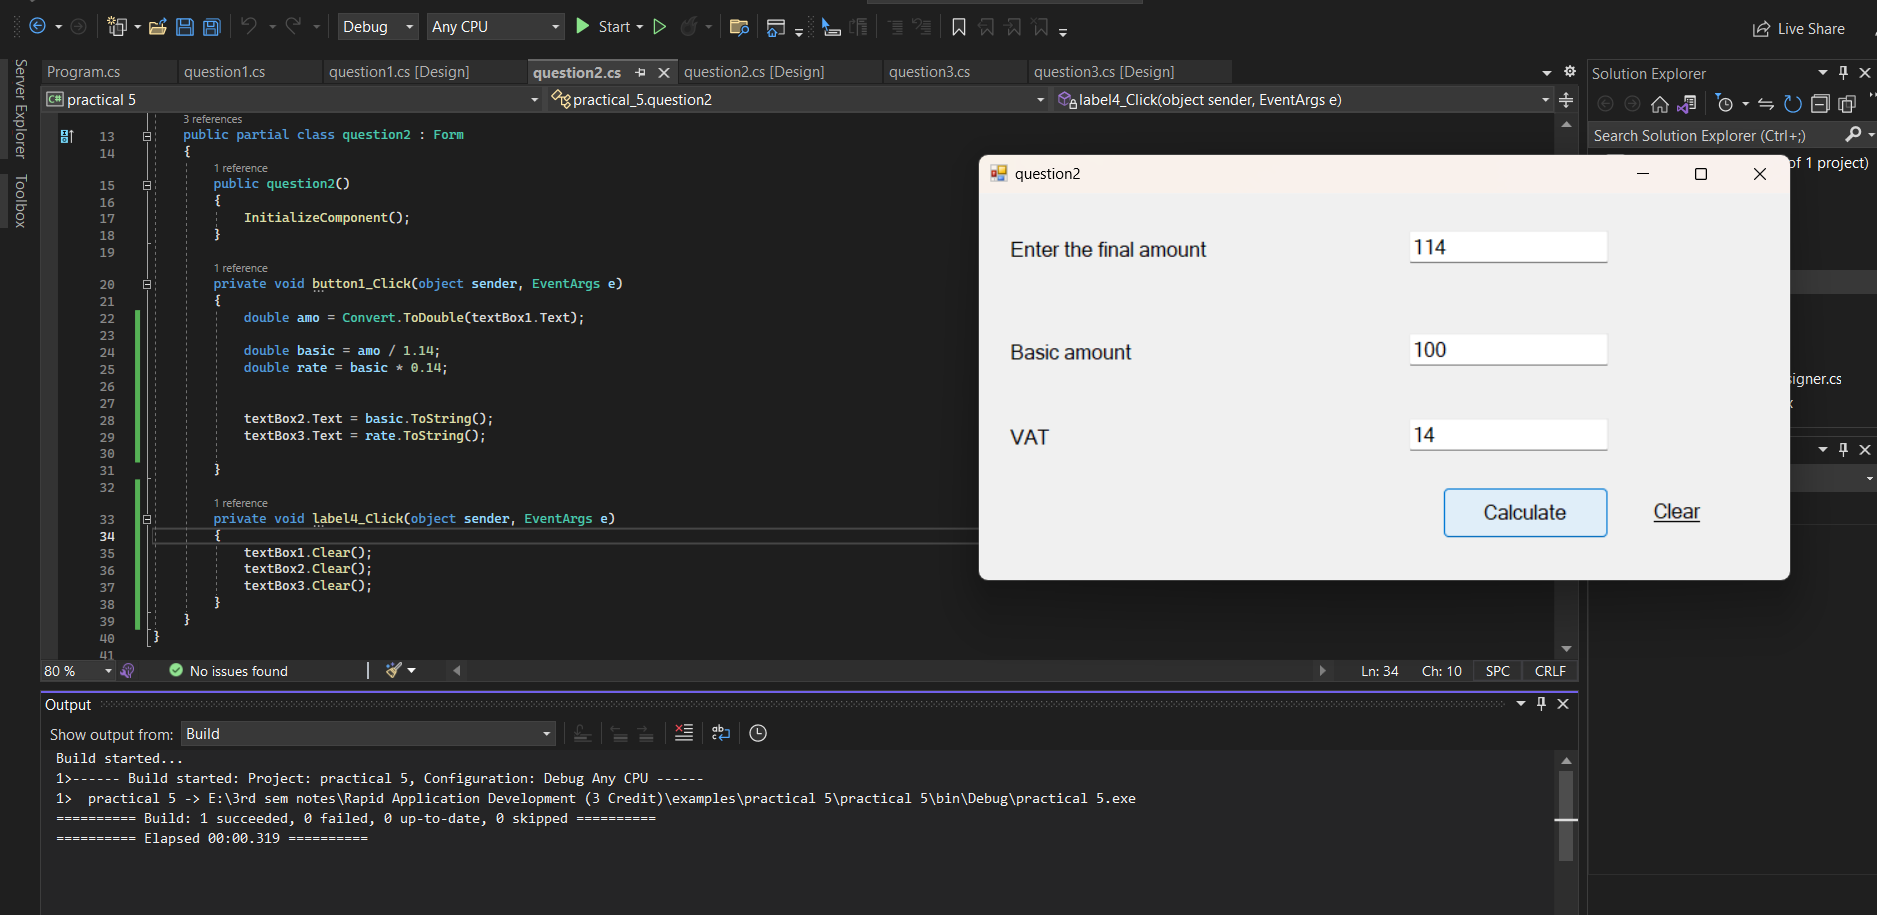 Debug
Any CPU
Start
Live Share
Server Explorer
Toolbox
Program.cs
question1.cs
question1.cs [Design]
question2.cs
question2.cs [Design]
question3.cs
question3.cs [Design]
C# practical 5
practical_5.question2
label4_Click(object sender, EventArgs e)
3 references
13 public partial class question2 : Form
14 {
1 reference
15 public question2()
16 {
17 InitializeComponent();
18 }
19
1 reference
20 private void button1_Click(object sender, EventArgs e)
21 {
22 double amo = Convert.ToDouble(textBox1.Text);
23
24 double basic = amo / 1.14;
25 double rate = basic * 0.14;
26
27
28 textBox2.Text = basic.ToString();
29 textBox3.Text = rate.ToString();
30
31 }
32
1 reference
33 private void label4_Click(object sender, EventArgs e)
34 {
35 textBox1.Clear();
36 textBox2.Clear();
37 textBox3.Clear();
38 }
39 }
40 }
41
80 %
No issues found
Ln: 34
Ch: 10
SPC
CRLF
Output
Show output from: Build
Build started...
1>------ Build started: Project: practical 5, Configuration: Debug Any CPU ------
1> practical 5 -> E:\3rd sem notes\Rapid Application Development (3 Credit)\examples\practical 5\practical 5\bin\Debug\practical 5.exe
========== Build: 1 succeeded, 0 failed, 0 up-to-date, 0 skipped ==========
========== Elapsed 00:00.319 ==========
question2
Enter the final amount
114
Basic amount
100
VAT
14
Calculate
Clear
Solution Explorer
Search Solution Explorer (Ctrl+;)
of 1 project)
igner.cs